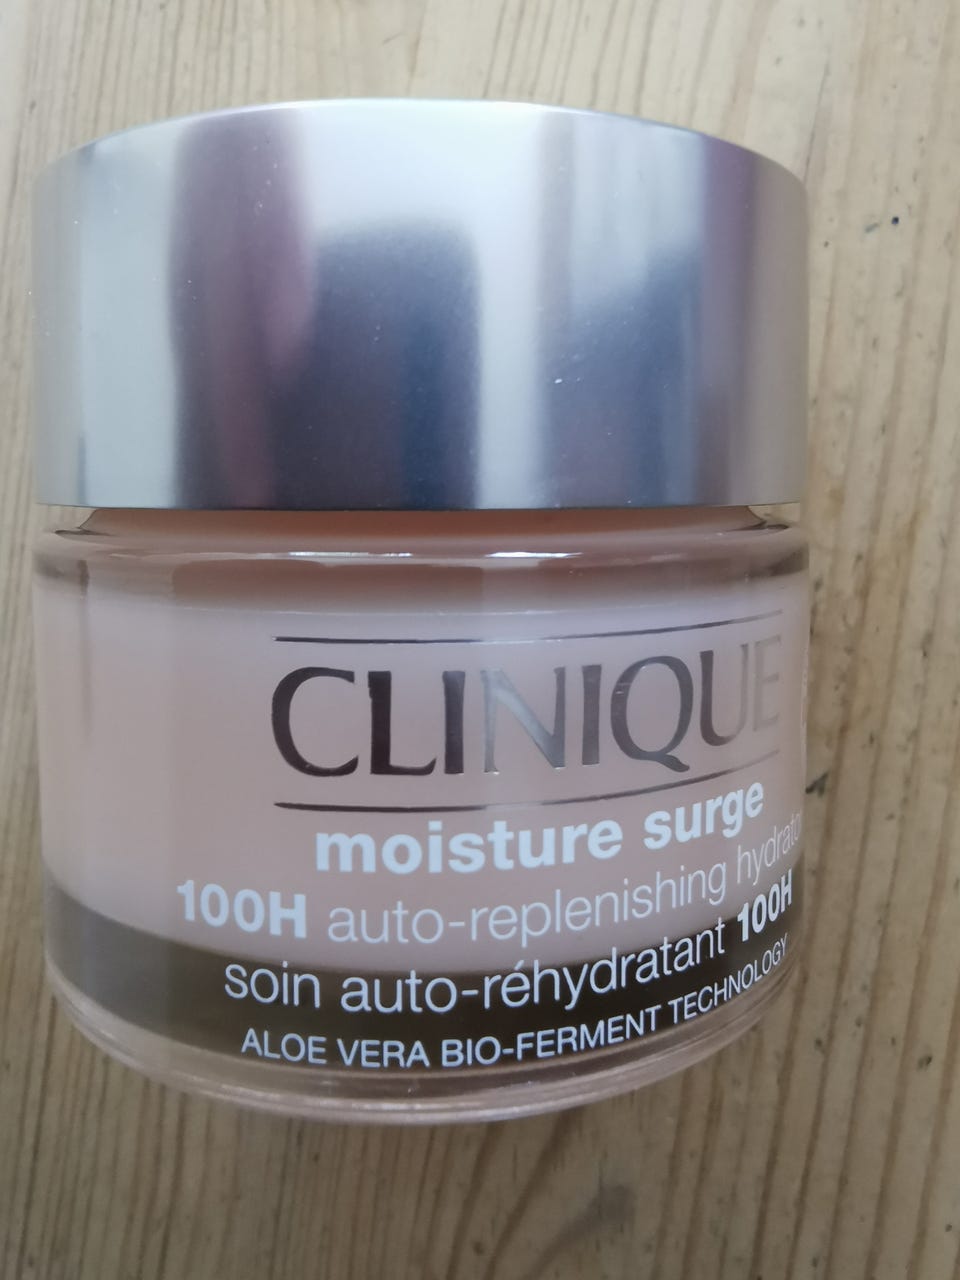 CLINIQUE
moisture surge
100H auto-replenishing
soin auto-réhydratant 100H
ALOE VERA BIO-FERMENT TECHNOLOGY